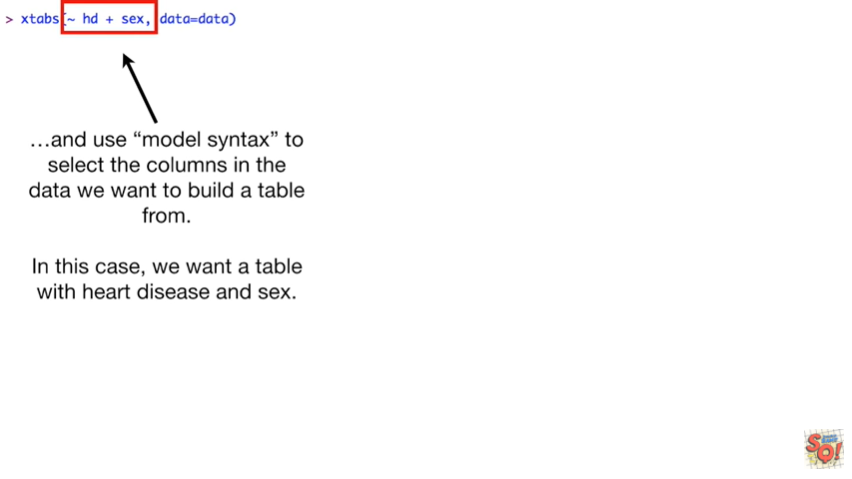 > xtabs(~ hd + sex, data=data)
…and use “model syntax” to
select the columns in the
data we want to build a table
from.
In this case, we want a table
with heart disease and sex.
SQ!